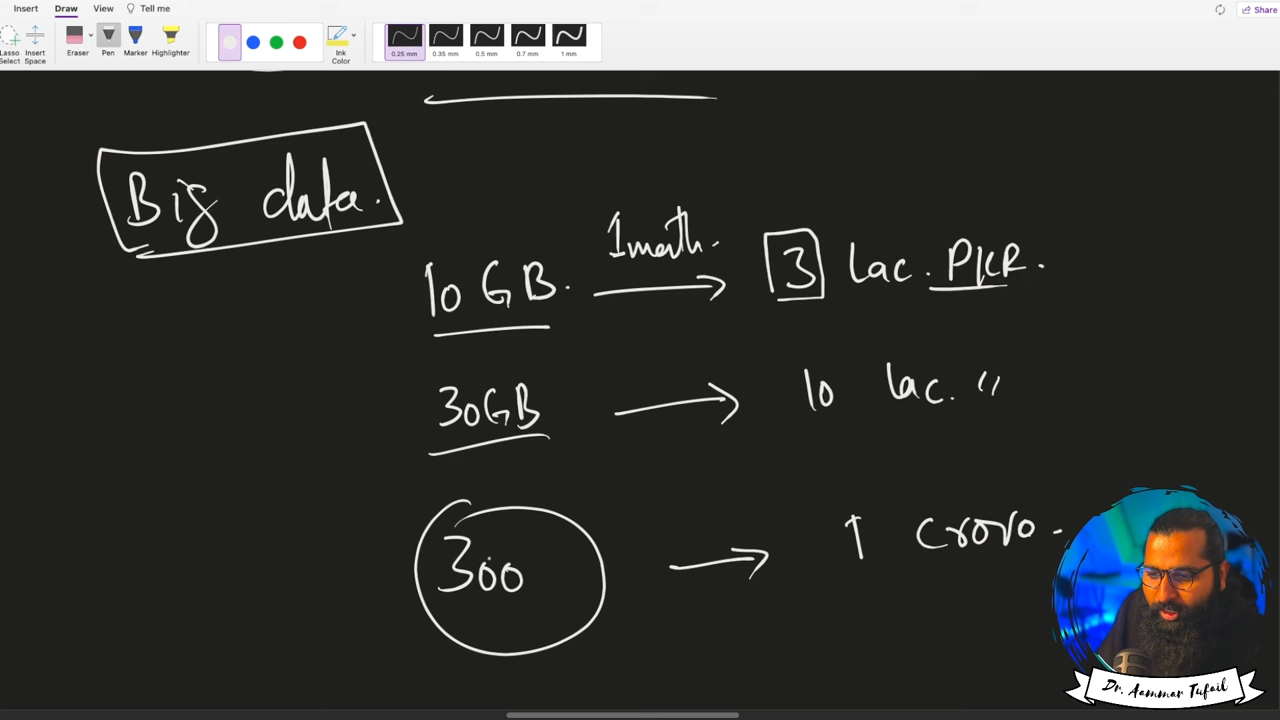 Insert Draw View Tell me
Share
Lasso Select
Insert Space
Eraser
Pen
Marker
Highlighter
Ink Color
0.25 mm
0.35 mm
0.5 mm
0.7 mm
1 mm
Big data.
10 GB. 1 month. 3 lac. PKR.
30GB 10 lac. "
300 1 crore.
Dr. Aammar Tufail